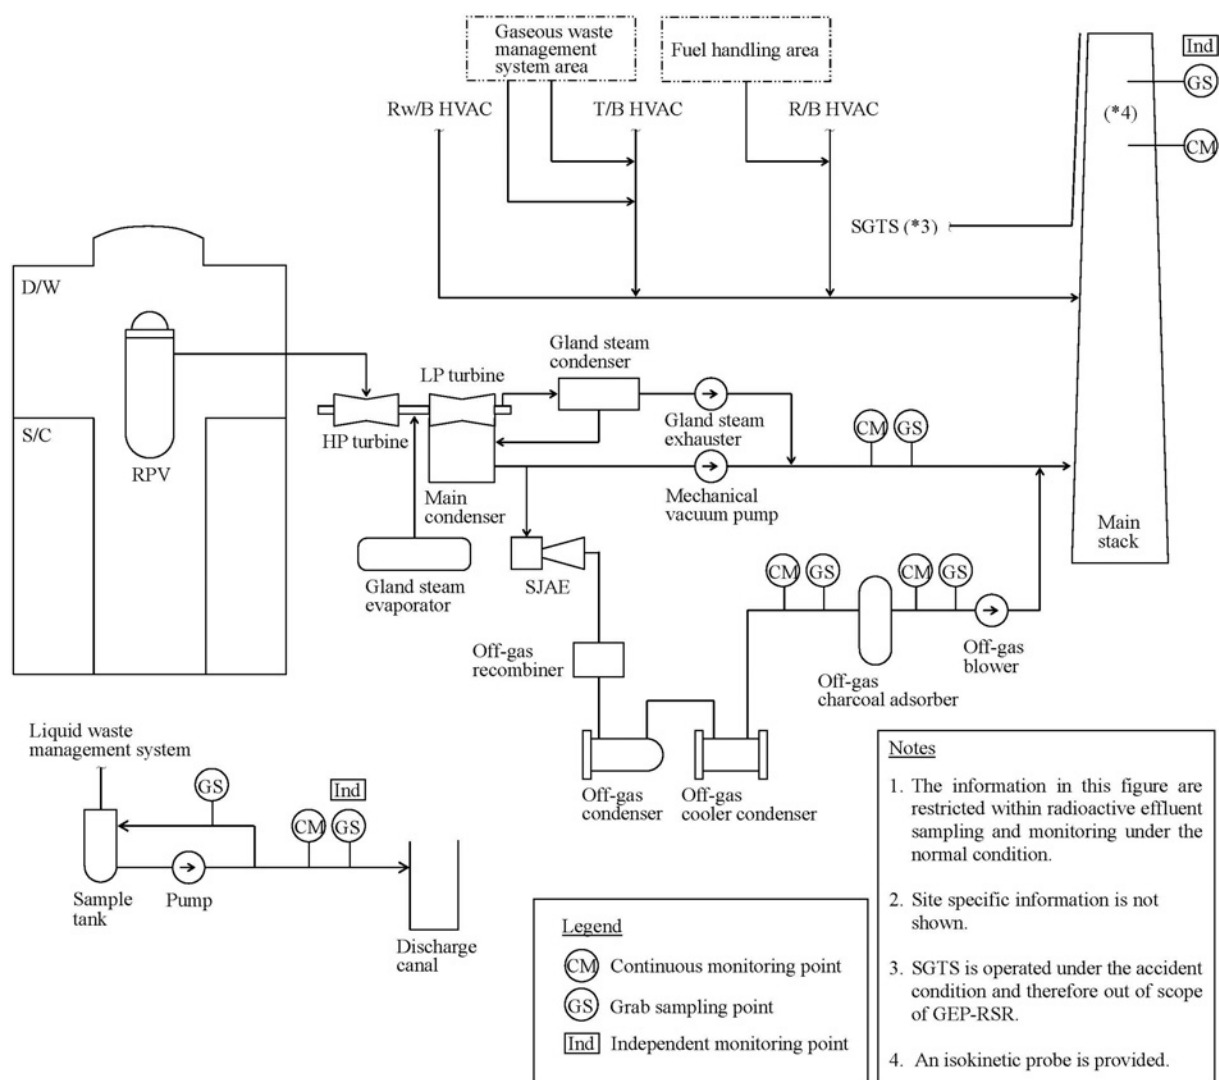 Gaseous waste
management
system area
Fuel handling area
Rw/B HVAC
T/B HVAC
R/B HVAC
Ind
GS
(*4)
CM
SGTS (*3)
D/W
S/C
RPV
Gland steam
condenser
LP turbine
HP turbine
Gland steam
exhauster
CM
GS
Main
condenser
Mechanical
vacuum pump
Main
stack
Gland steam
evaporator
SJAE
CM
GS
CM
GS
Off-gas
recombiner
Off-gas
charcoal adsorber
Off-gas
blower
Off-gas
condenser
Off-gas
cooler condenser
Liquid waste
management system
GS
Ind
CM
GS
Sample
tank
Pump
Discharge
canal
Legend
CM Continuous monitoring point
GS Grab sampling point
Ind Independent monitoring point
Notes
1. The information in this figure are
restricted within radioactive effluent
sampling and monitoring under the
normal condition.
2. Site specific information is not
shown.
3. SGTS is operated under the accident
condition and therefore out of scope
of GEP-RSR.
4. An isokinetic probe is provided.